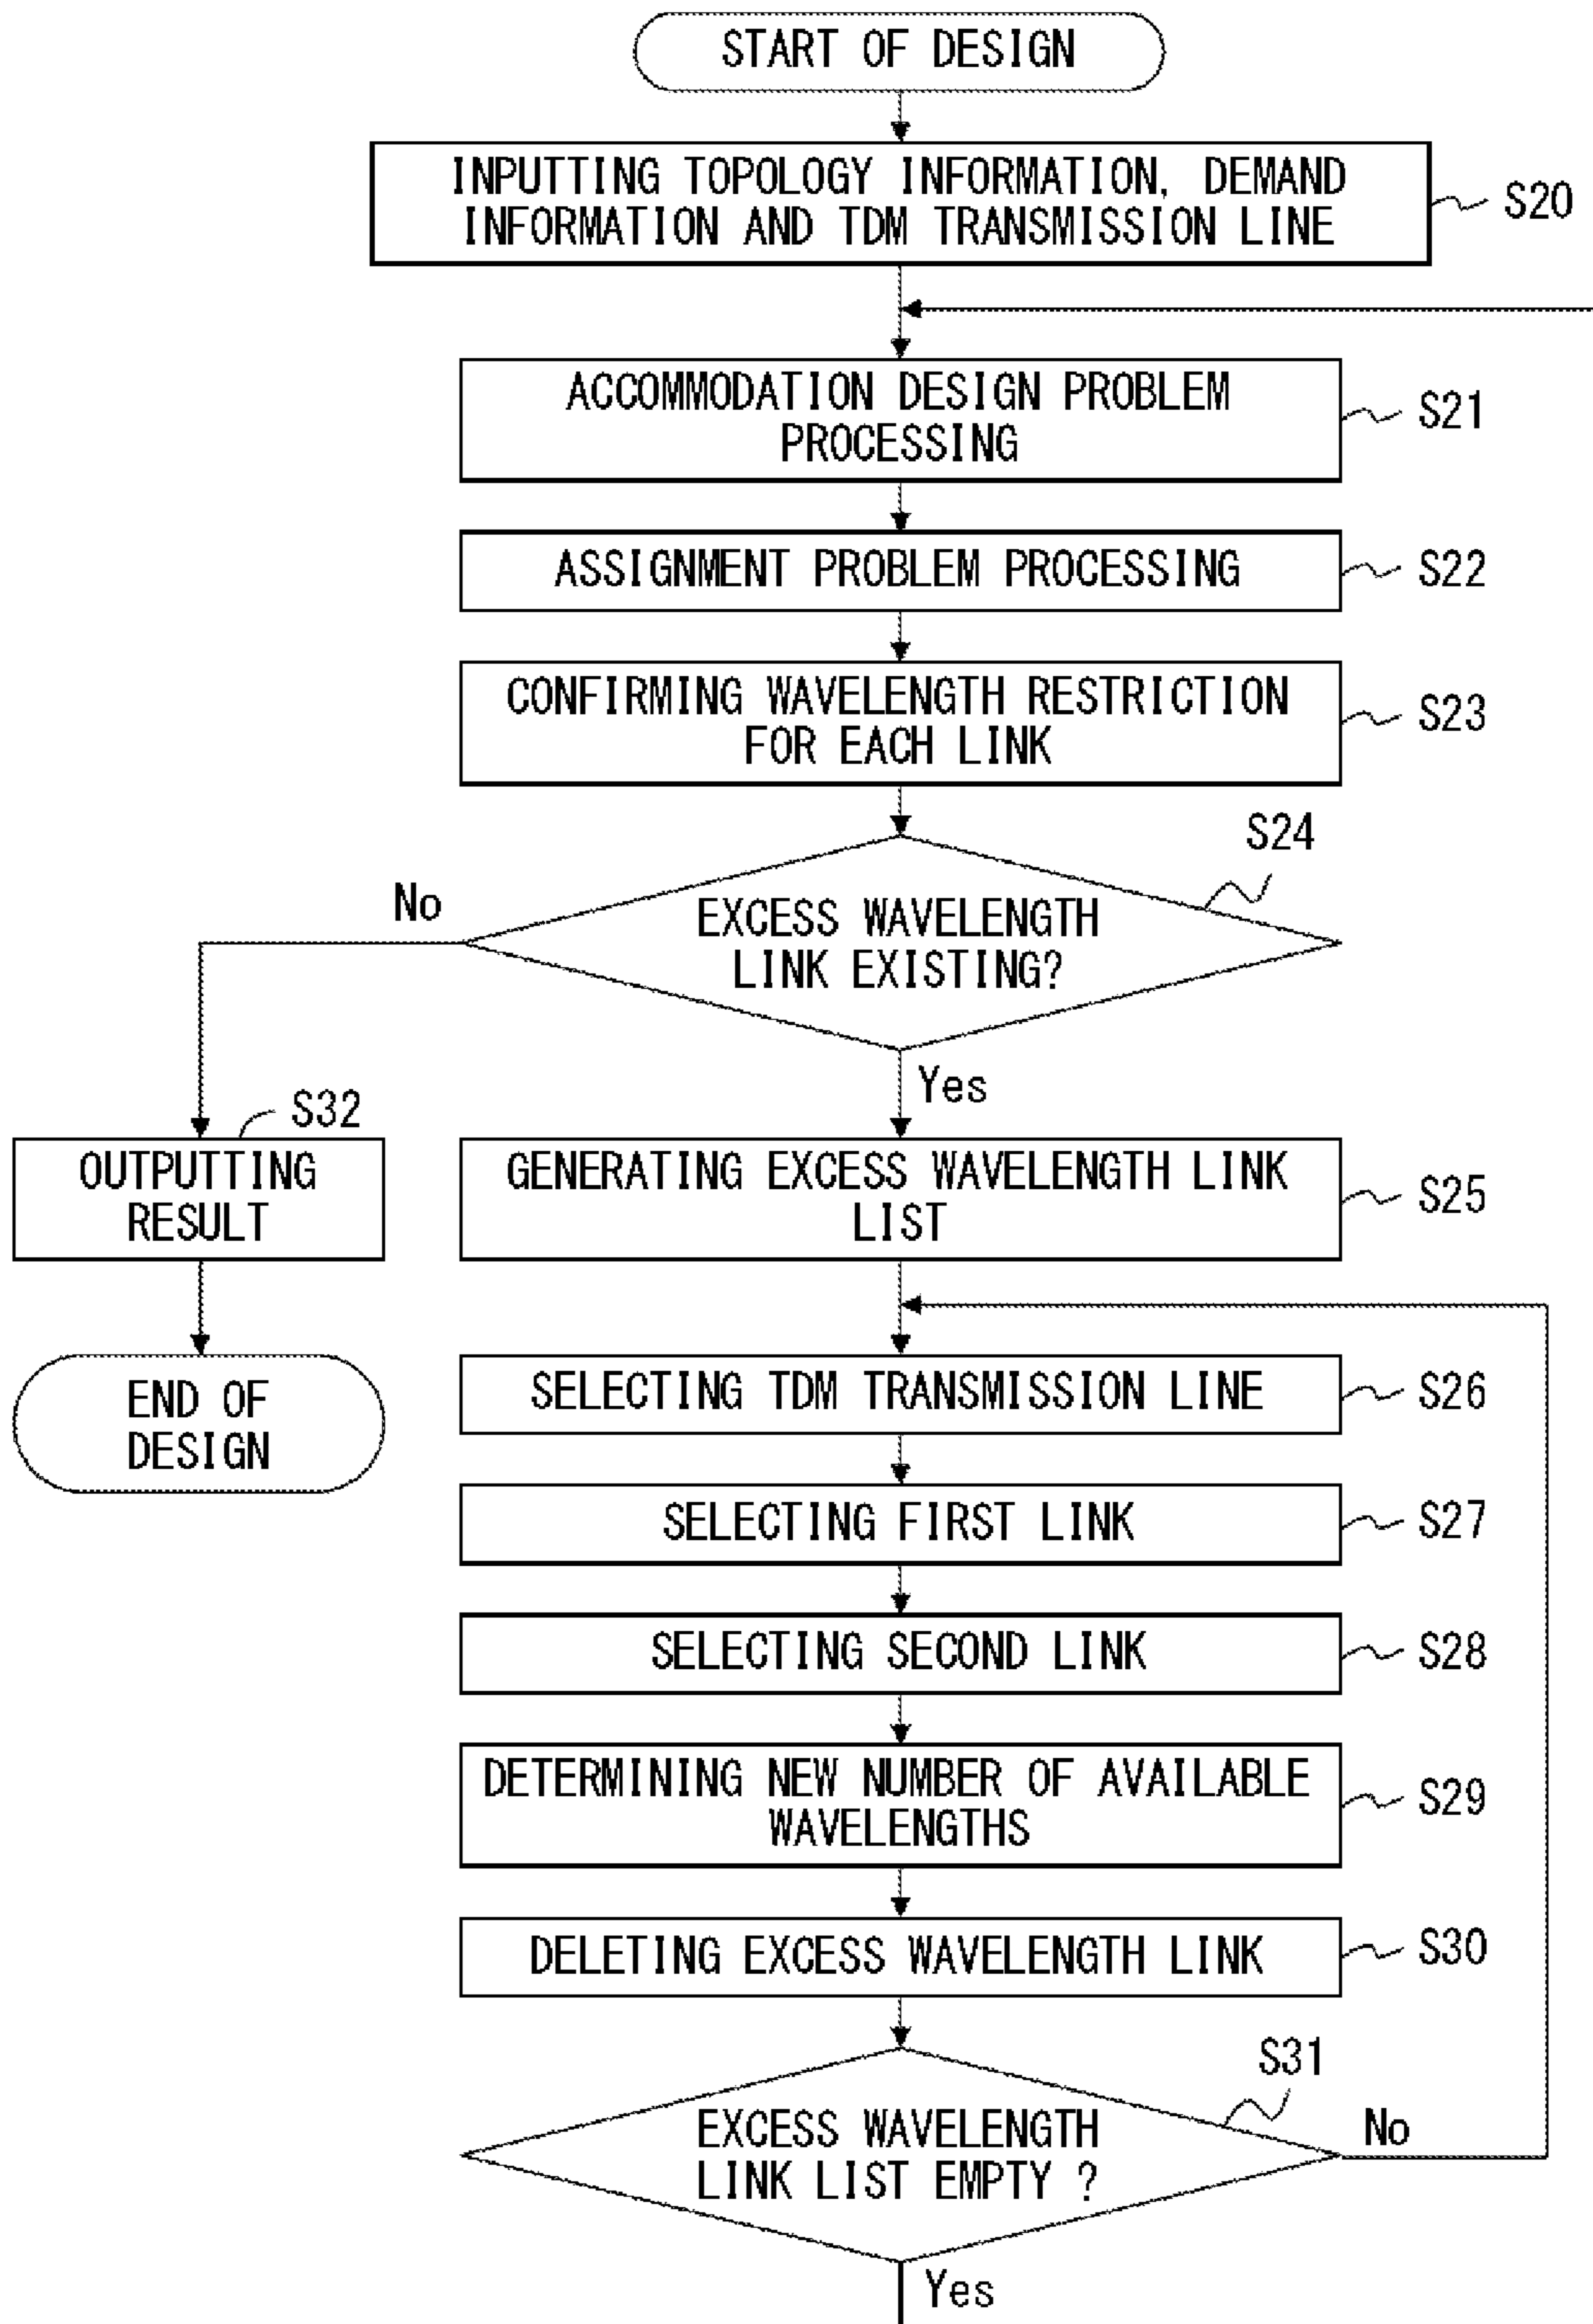 START OF DESIGN
INPUTTING TOPOLOGY INFORMATION, DEMAND
INFORMATION AND TDM TRANSMISSION LINE
S20
ACCOMMODATION DESIGN PROBLEM
PROCESSING
S21
ASSIGNMENT PROBLEM PROCESSING
S22
CONFIRMING WAVELENGTH RESTRICTION
FOR EACH LINK
S23
S24
No
EXCESS WAVELENGTH
LINK EXISTING?
Yes
S32
OUTPUTTING
RESULT
GENERATING EXCESS WAVELENGTH LINK
LIST
S25
END OF
DESIGN
SELECTING TDM TRANSMISSION LINE
S26
SELECTING FIRST LINK
S27
SELECTING SECOND LINK
S28
DETERMINING NEW NUMBER OF AVAILABLE
WAVELENGTHS
S29
DELETING EXCESS WAVELENGTH LINK
S30
S31
EXCESS WAVELENGTH
LINK LIST EMPTY ?
No
Yes